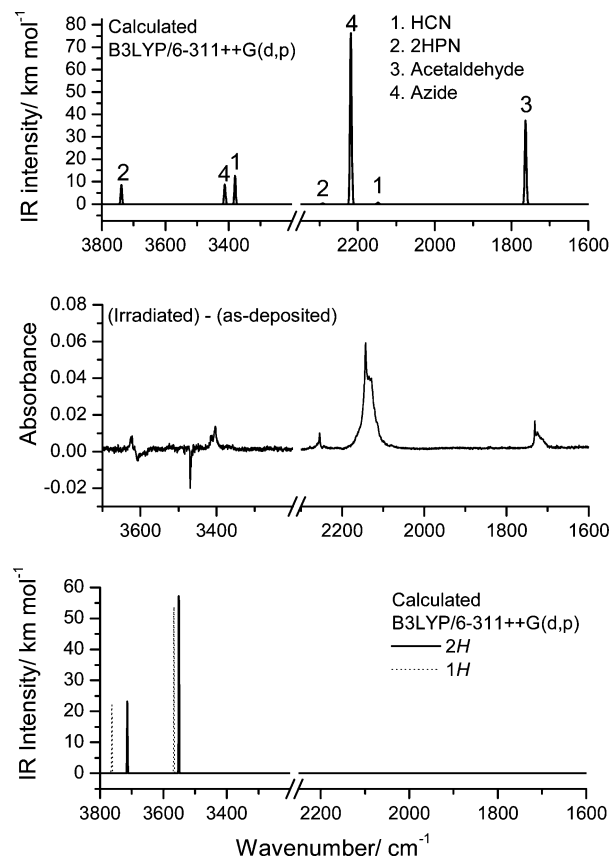 Calculated
B3LYP/6-311++G(d,p)
1. HCN
2. 2HPN
3. Acetaldehyde
4. Azide
IR intensity/ km mol⁻¹
80
70
60
50
40
30
20
10
0
2
4
1
2
4
1
3
3800 3600 3400 2200 2000 1800 1600
(Irradiated) - (as-deposited)
Absorbance
0.08
0.06
0.04
0.02
0.00
-0.02
3600 3400 2200 2000 1800 1600
Calculated
B3LYP/6-311++G(d,p)
2H
1H
IR Intensity/ km mol⁻¹
60
50
40
30
20
10
0
3800 3600 3400 2200 2100 2000 1900 1800 1700 1600
Wavenumber/ cm⁻¹